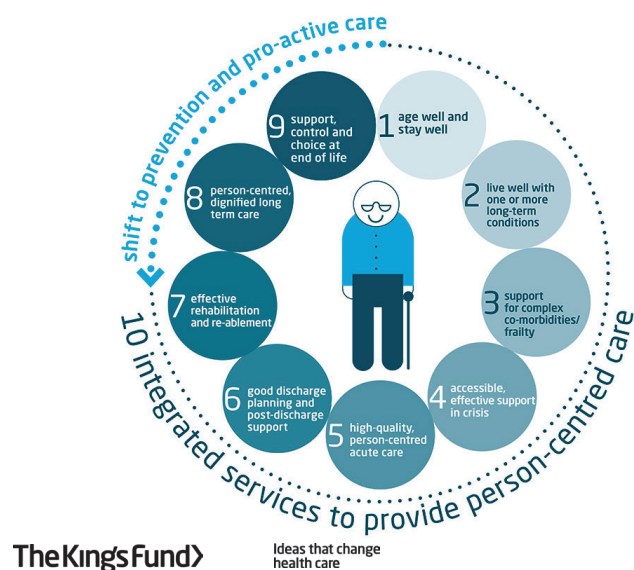 shift to prevention and pro-active care
1 age well and
stay well
2 live well with
one or more
long-term
conditions
3 support
for complex
co-morbidities/
frailty
4 accessible,
effective support
in crisis
5 high-quality,
person-centred
acute care
6 good discharge
planning and
post-discharge
support
7 effective
rehabilitation
and re-ablement
8 person-centred,
dignified long
term care
9 support,
control and
choice at
end of life
10 integrated services to provide person-centred care
TheKingsFund>
Ideas that change
health care